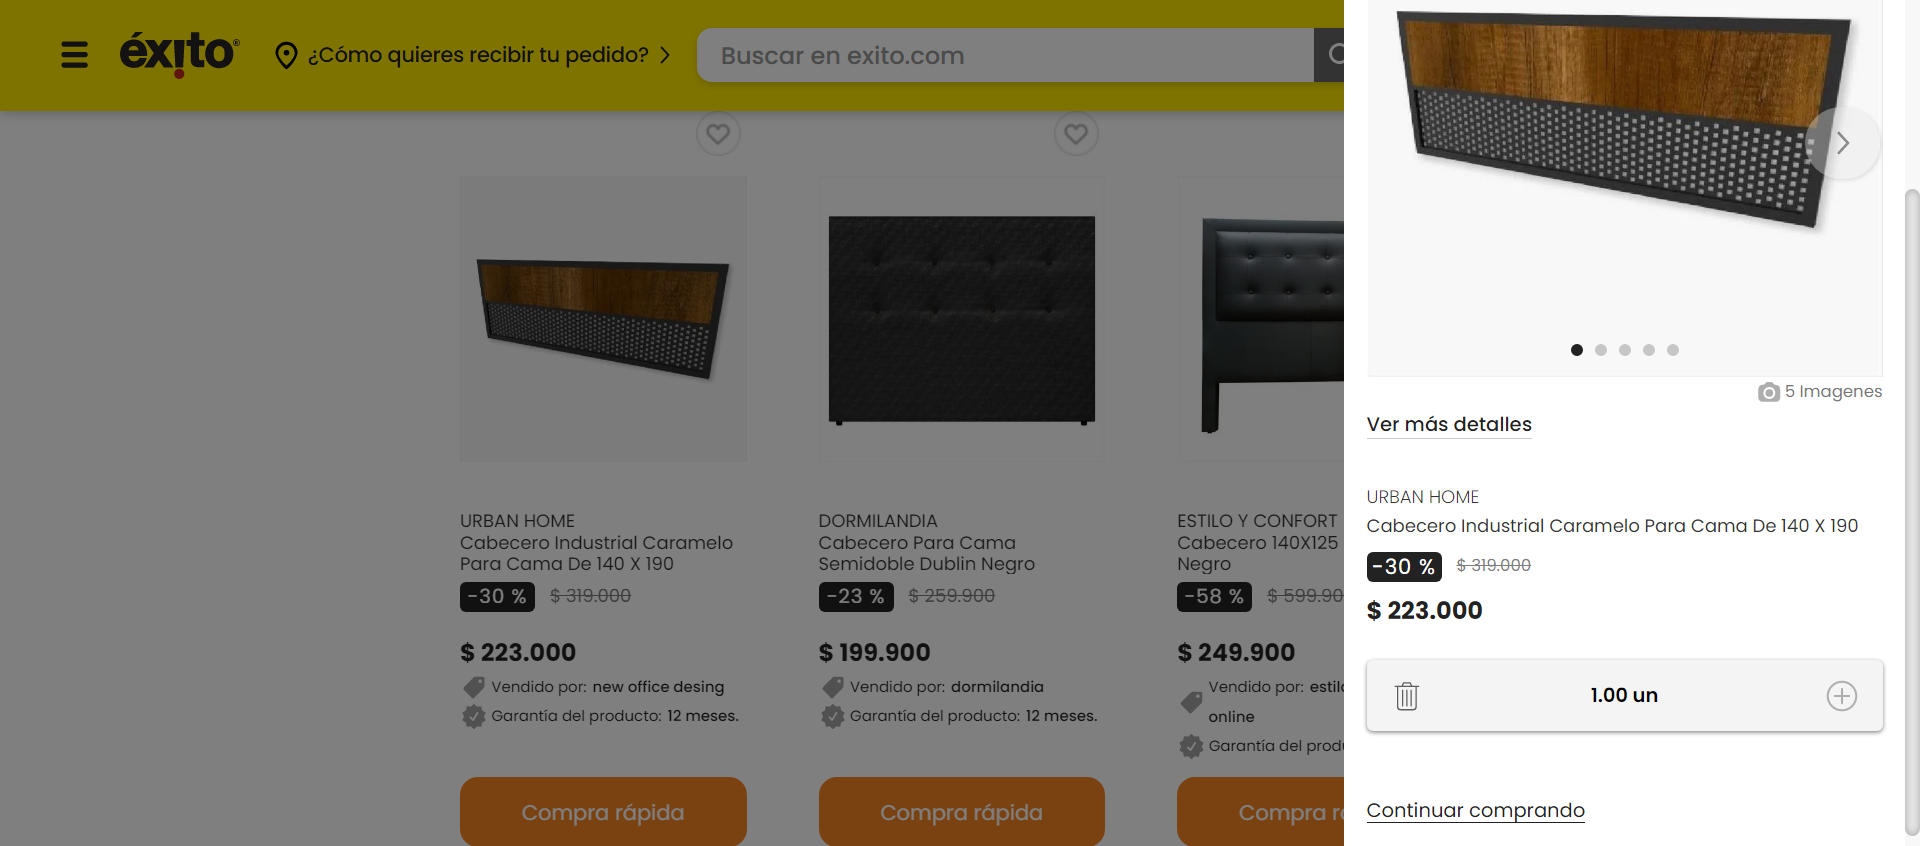 éxito®
¿Cómo quieres recibir tu pedido?
Buscar en exito.com
URBAN HOME
Cabecero Industrial Caramelo
Para Cama De 140 X 190
-30 % $ 319.000
$ 223.000
Vendido por: new office desing
Garantía del producto: 12 meses.
Compra rápida
DORMILANDIA
Cabecero Para Cama
Semidoble Dublin Negro
-23 % $ 259.900
$ 199.900
Vendido por: dormilandia
Garantía del producto: 12 meses.
Compra rápida
ESTILO Y CONFORT
Cabecero 140X125
Negro
-58 % $ 599.90
$ 249.900
Vendido por: estil
online
Garantía del produ
Compra r
5 Imagenes
Ver más detalles
URBAN HOME
Cabecero Industrial Caramelo Para Cama De 140 X 190
-30 % $ 319.000
$ 223.000
1.00 un
Continuar comprando